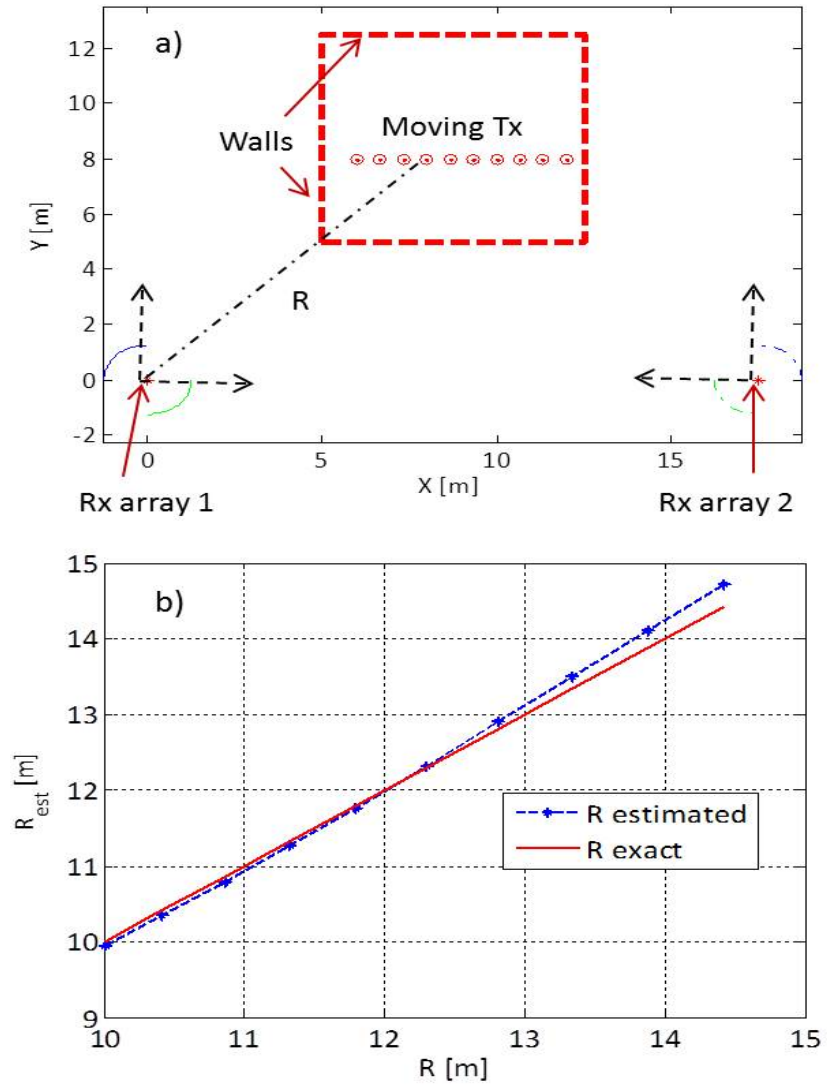 a)
12
10
8
6
4
2
0
-2
Y [m]
Walls
Moving Tx
R
0
5
10
15
X [m]
Rx array 1
Rx array 2
b)
15
14
13
12
11
10
9
R_est [m]
R estimated
R exact
10
11
12
13
14
15
R [m]